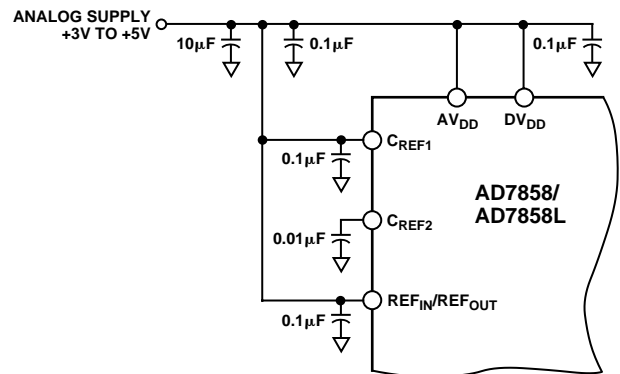 ANALOG SUPPLY
+3V TO +5V
10μF
0.1μF
0.1μF
AVDD
DVDD
CREF1
0.1μF
AD7858/
AD7858L
CREF2
0.01μF
REFIN/REFOUT
0.1μF